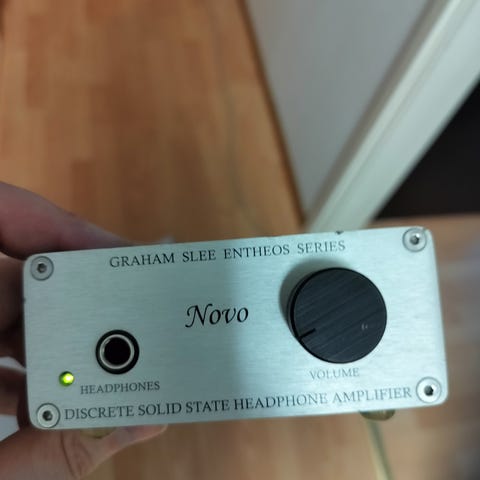 GRAHAM SLEE ENTHEOS SERIES
Novo
HEADPHONES
VOLUME
DISCRETE SOLID STATE HEADPHONE AMPLIFIER